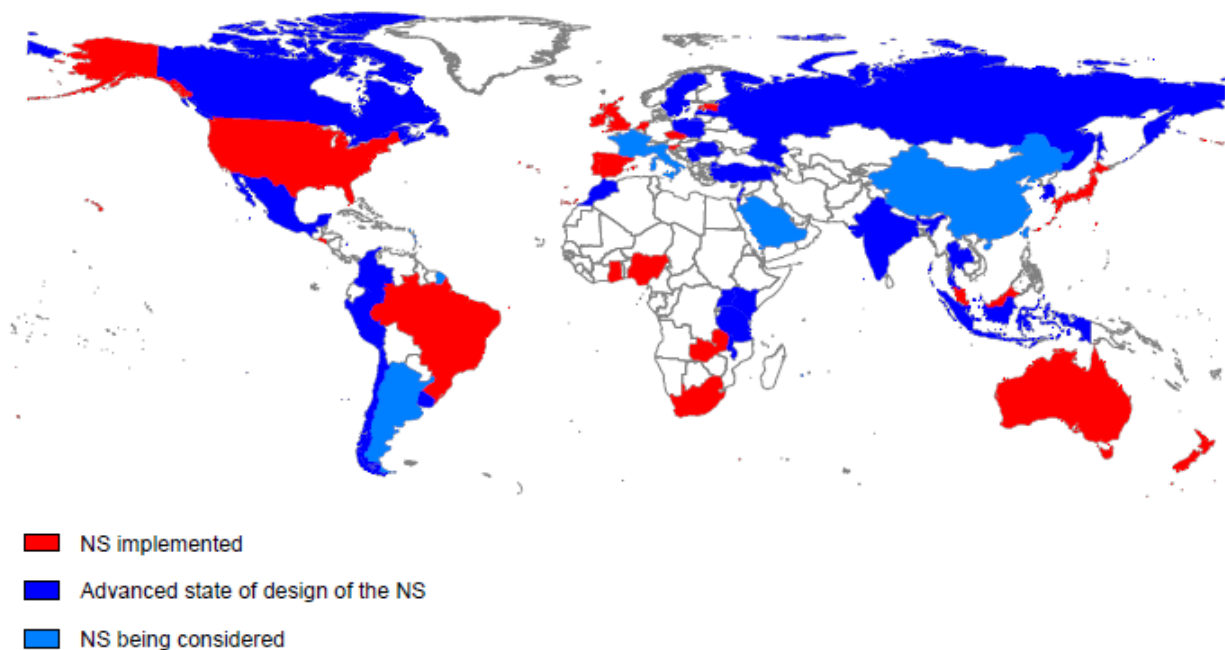 NS implemented
Advanced state of design of the NS
NS being considered